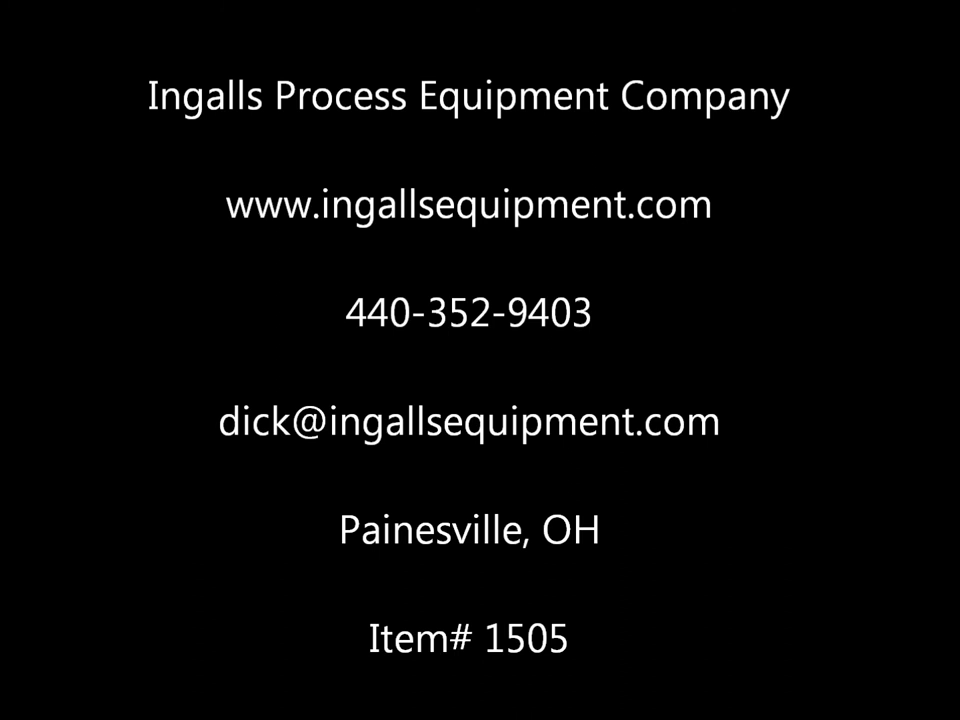 Ingalls Process Equipment Company
www.ingallsequipment.com
440-352-9403
dick@ingallsequipment.com
Painesville, OH
Item# 1505